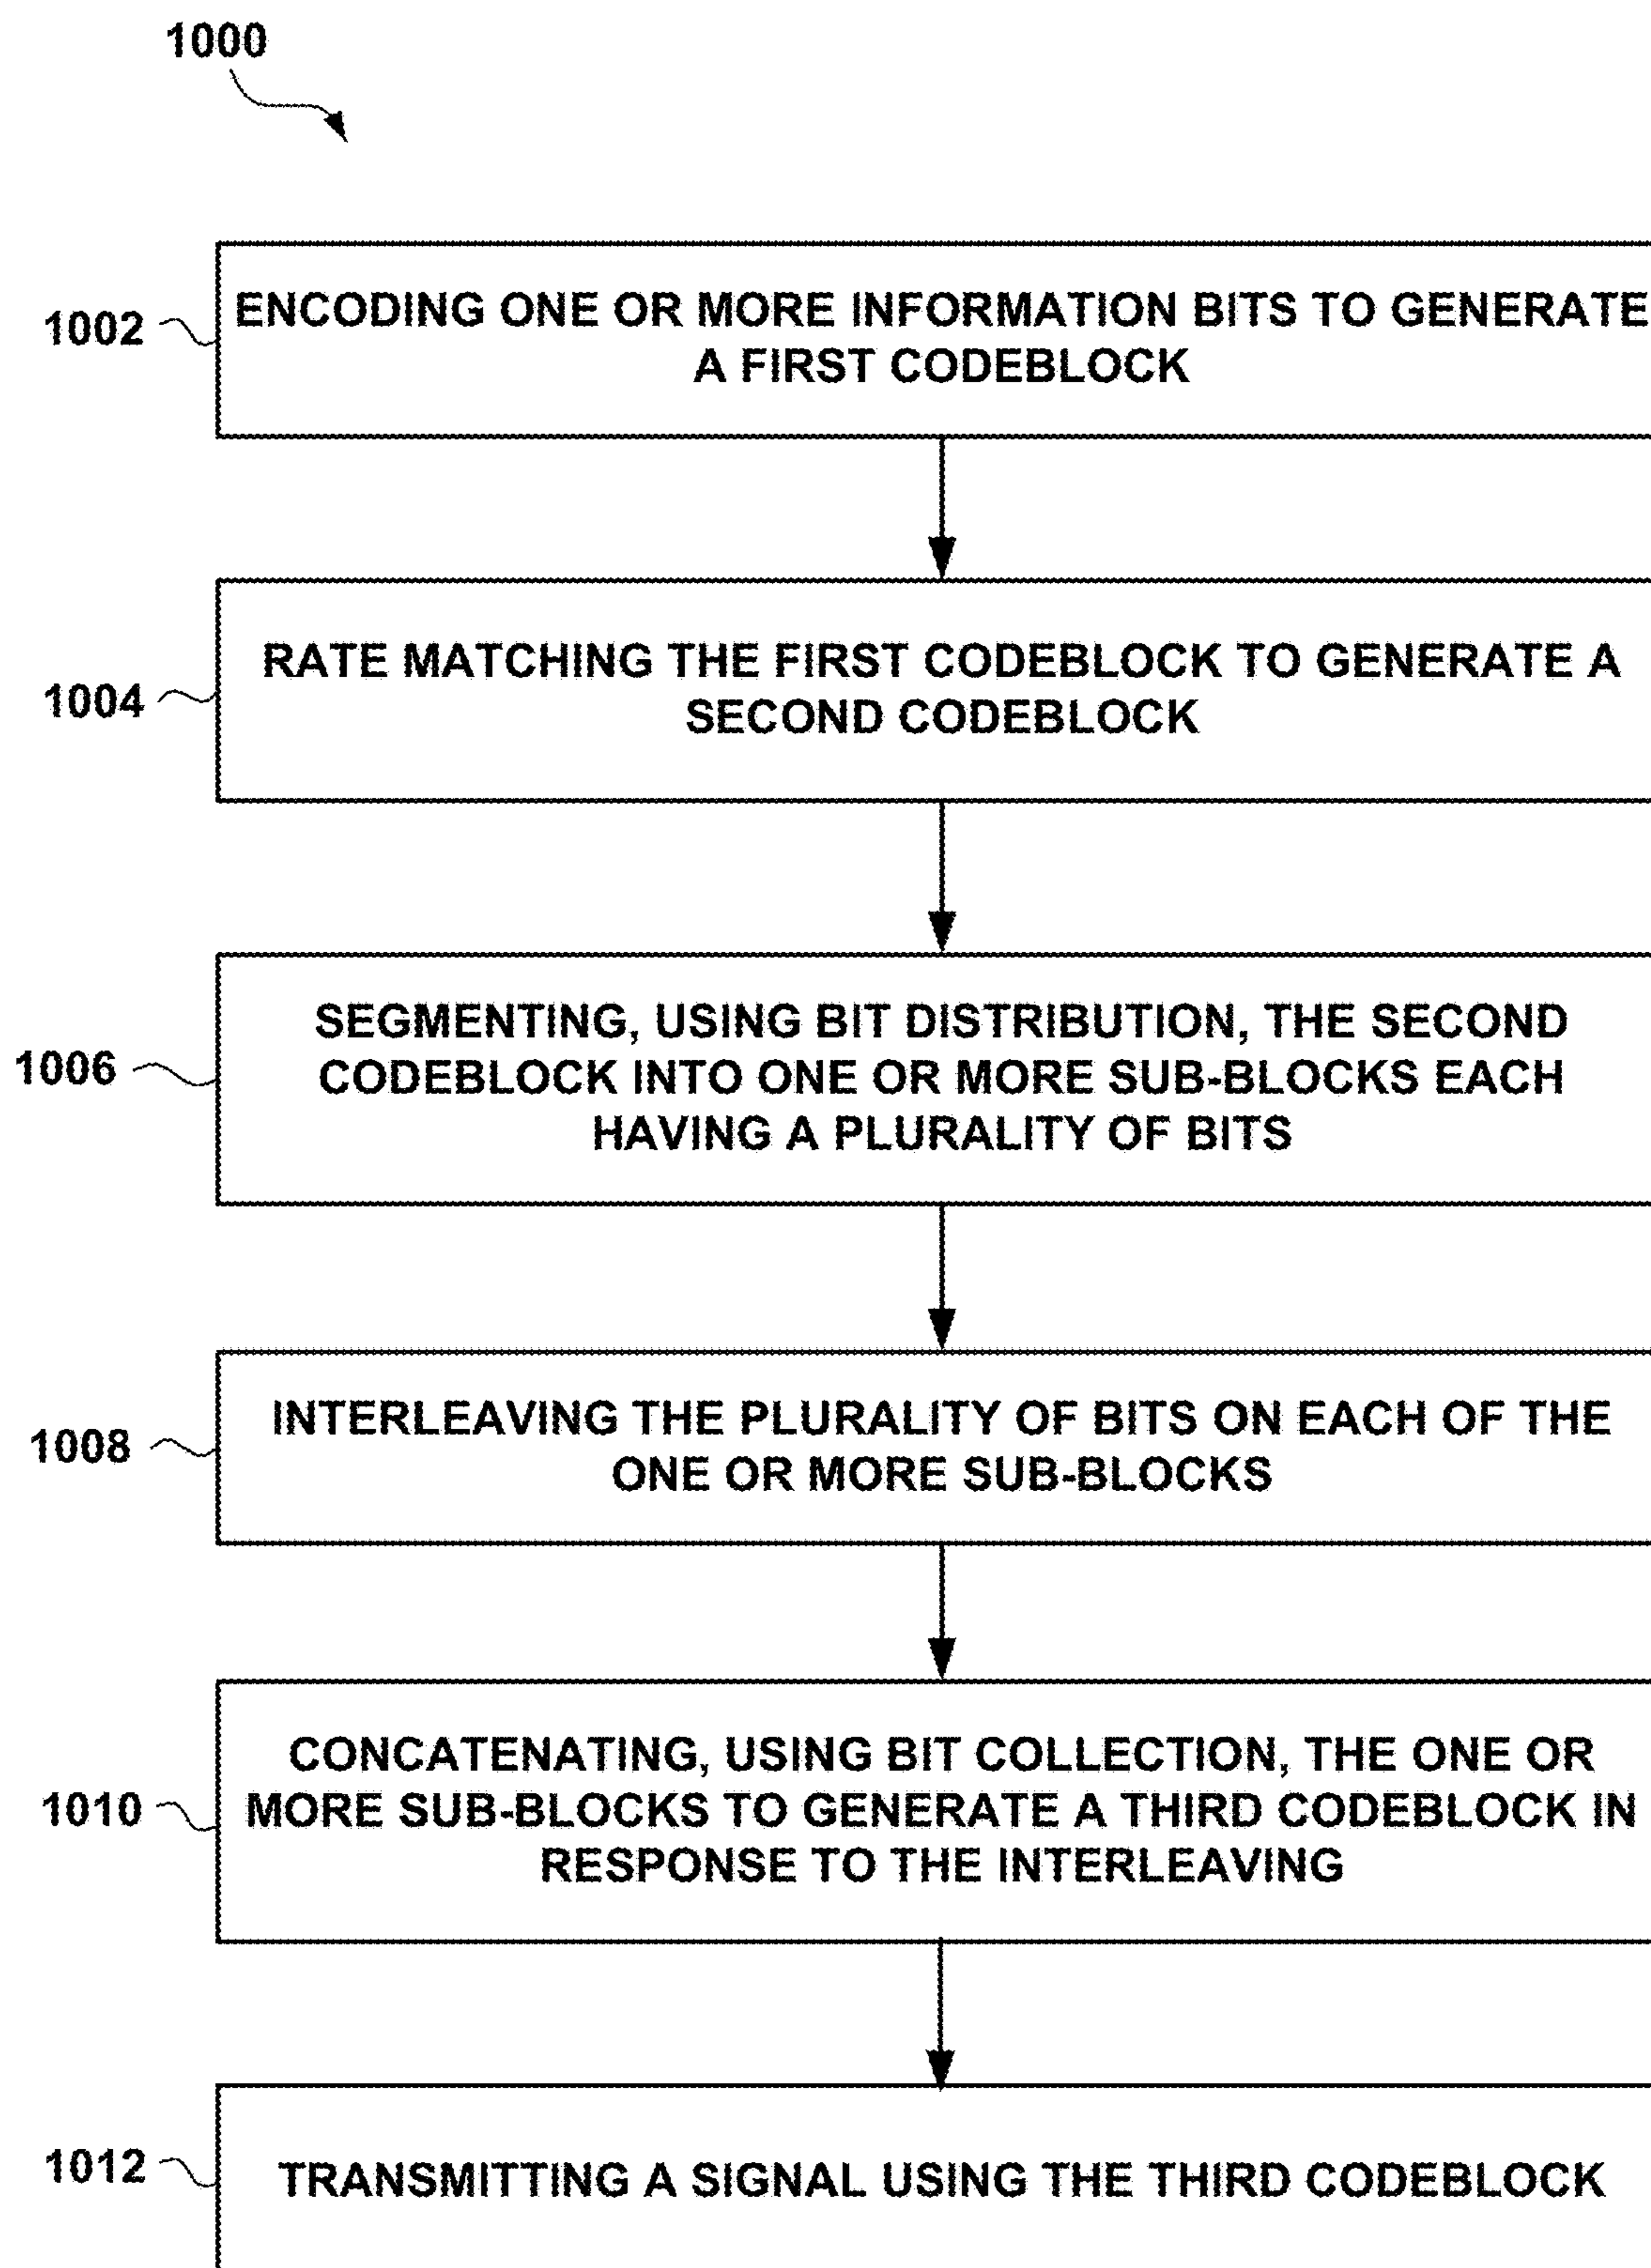 1000
1002
ENCODING ONE OR MORE INFORMATION BITS TO GENERATE
A FIRST CODEBLOCK
1004
RATE MATCHING THE FIRST CODEBLOCK TO GENERATE A
SECOND CODEBLOCK
1006
SEGMENTING, USING BIT DISTRIBUTION, THE SECOND
CODEBLOCK INTO ONE OR MORE SUB-BLOCKS EACH
HAVING A PLURALITY OF BITS
1008
INTERLEAVING THE PLURALITY OF BITS ON EACH OF THE
ONE OR MORE SUB-BLOCKS
1010
CONCATENATING, USING BIT COLLECTION, THE ONE OR
MORE SUB-BLOCKS TO GENERATE A THIRD CODEBLOCK IN
RESPONSE TO THE INTERLEAVING
1012
TRANSMITTING A SIGNAL USING THE THIRD CODEBLOCK